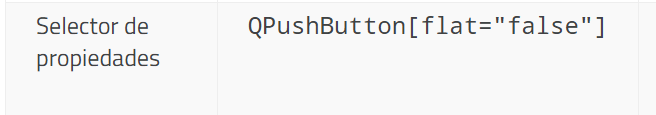 Selector de
propiedades
QPushButton[flat="false"]